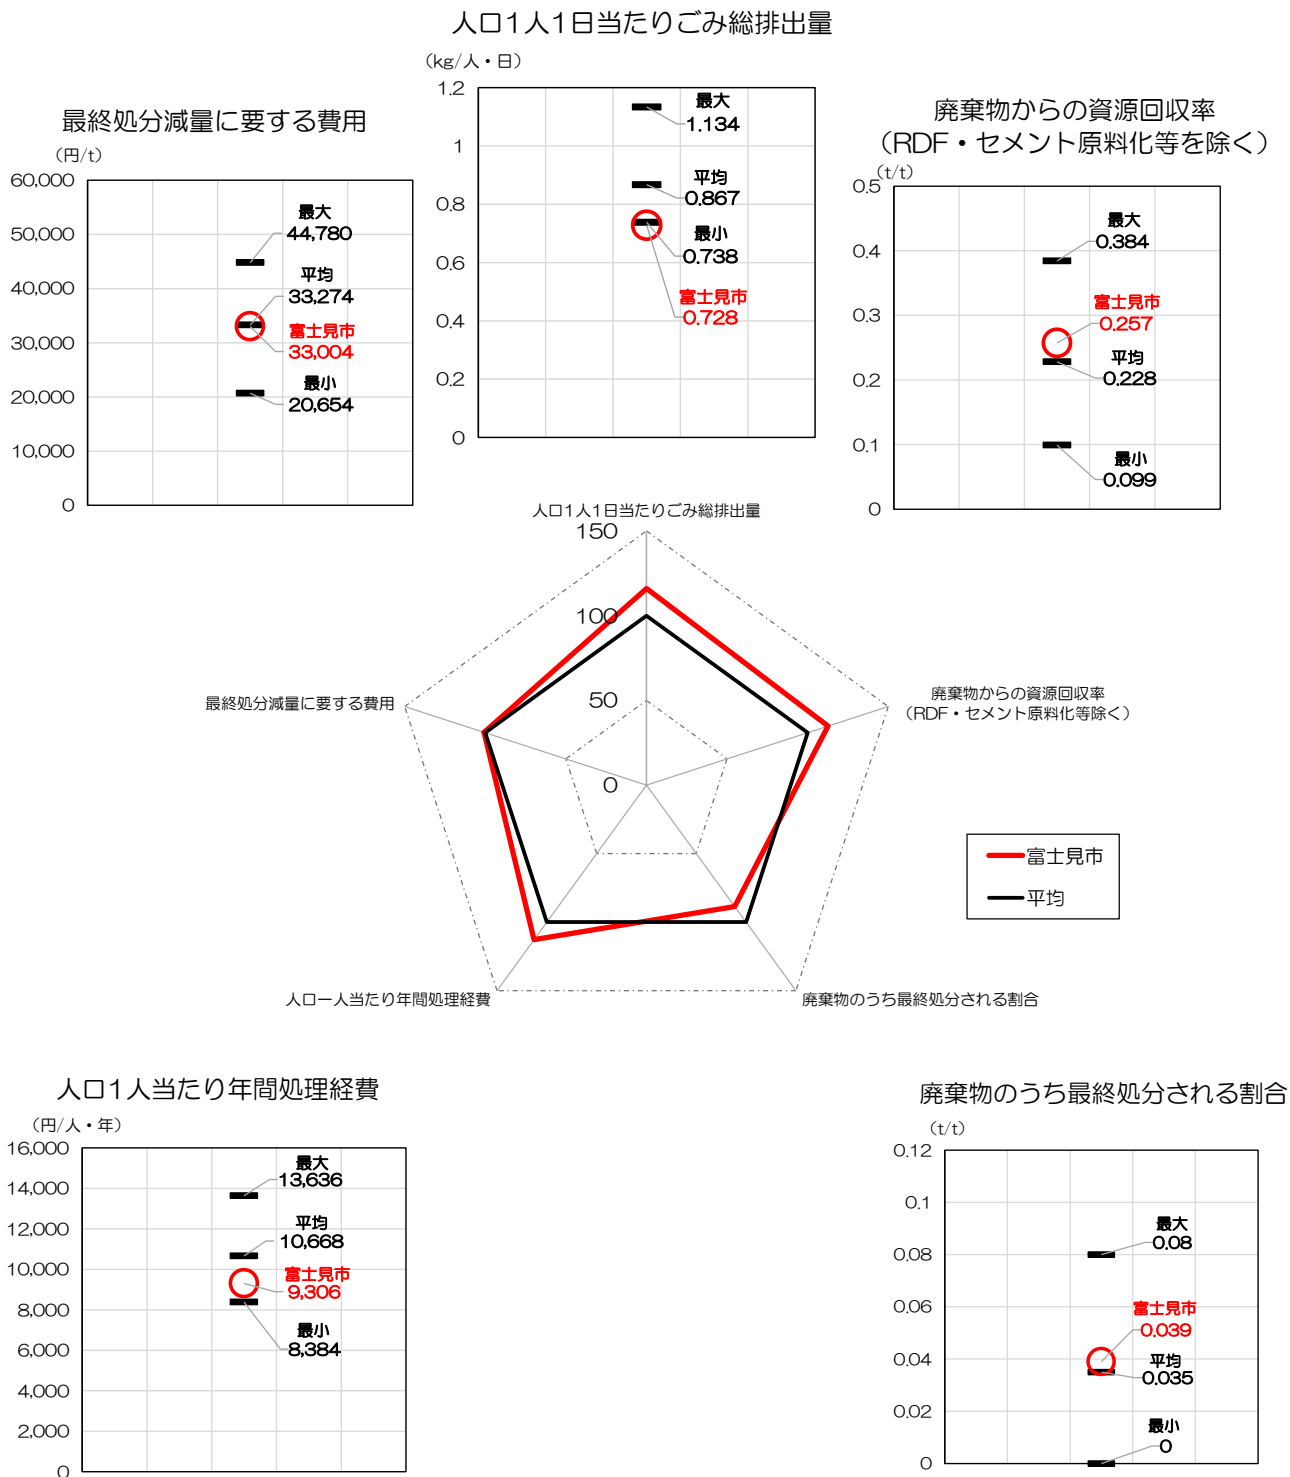 人口1人1日当たりごみ総排出量
（kg/人・日）
1.2
1
0.8
0.6
0.4
0.2
0
最大
1.134
平均
0.867
最小
0.738
富士見市
0.728
最終処分減量に要する費用
（円/t）
60,000
50,000
40,000
30,000
20,000
10,000
0
最大
44,780
平均
33,274
富士見市
33,004
最小
20,654
廃棄物からの資源回収率
（RDF・セメント原料化等を除く）
（t/t）
0.5
0.4
0.3
0.2
0.1
0
最大
0.384
富士見市
0.257
平均
0.228
最小
0.099
人口1人1日当たりごみ総排出量
150
100
50
0
最終処分減量に要する費用
廃棄物からの資源回収率
（RDF・セメント原料化等除く）
人口一人当たり年間処理経費
廃棄物のうち最終処分される割合
富士見市
平均
人口1人当たり年間処理経費
（円/人・年）
16,000
14,000
12,000
10,000
8,000
6,000
4,000
2,000
0
最大
13,636
平均
10,668
富士見市
9,306
最小
8,384
廃棄物のうち最終処分される割合
（t/t）
0.12
0.1
0.08
0.06
0.04
0.02
0
最大
0.08
富士見市
0.039
平均
0.035
最小
0